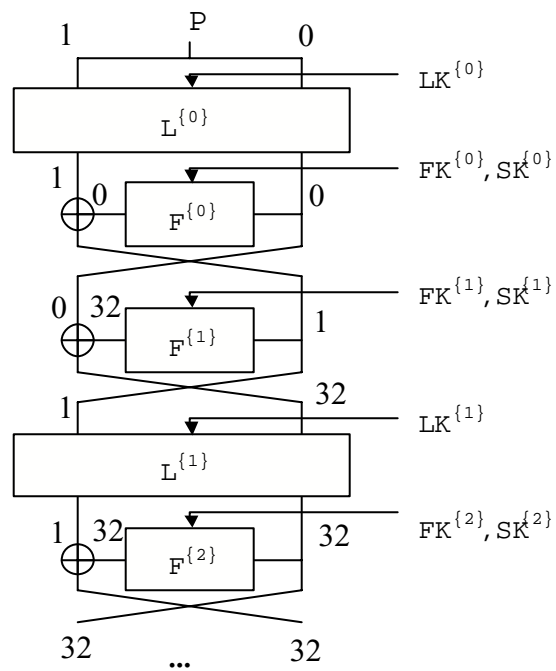 1 P 0
LK^{0}
L^{0}
FK^{0},SK^{0}
1 0 0
F^{0}
FK^{1},SK^{1}
0 32 1
F^{1}
1 32
LK^{1}
L^{1}
FK^{2},SK^{2}
1 32 32
F^{2}
32 ... 32